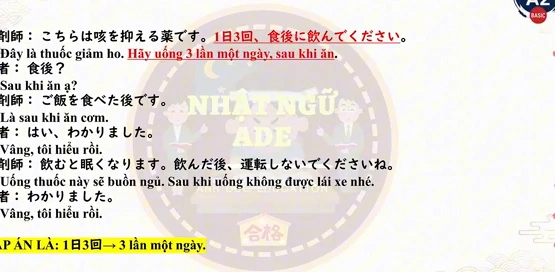 A2
BASIC
剤師： こちらは咳を抑える薬です。1日3回、食後に飲んでください。
Đây là thuốc giảm ho. Hãy uống 3 lần một ngày, sau khi ăn.
者： 食後？
Sau khi ăn ạ?
剤師： ご飯を食べた後です。
Là sau khi ăn cơm.
者： はい、わかりました。
Vâng, tôi hiểu rồi.
剤師： 飲むと眠くなります。飲んだ後、運転しないでくださいね。
Uống thuốc này sẽ buồn ngủ. Sau khi uống không được lái xe nhé.
者： わかりました。
Vâng, tôi hiểu rồi.
ÁP ÁN LÀ: 1日3回→ 3 lần một ngày.
NHẬT NGỮ
ADE
合格